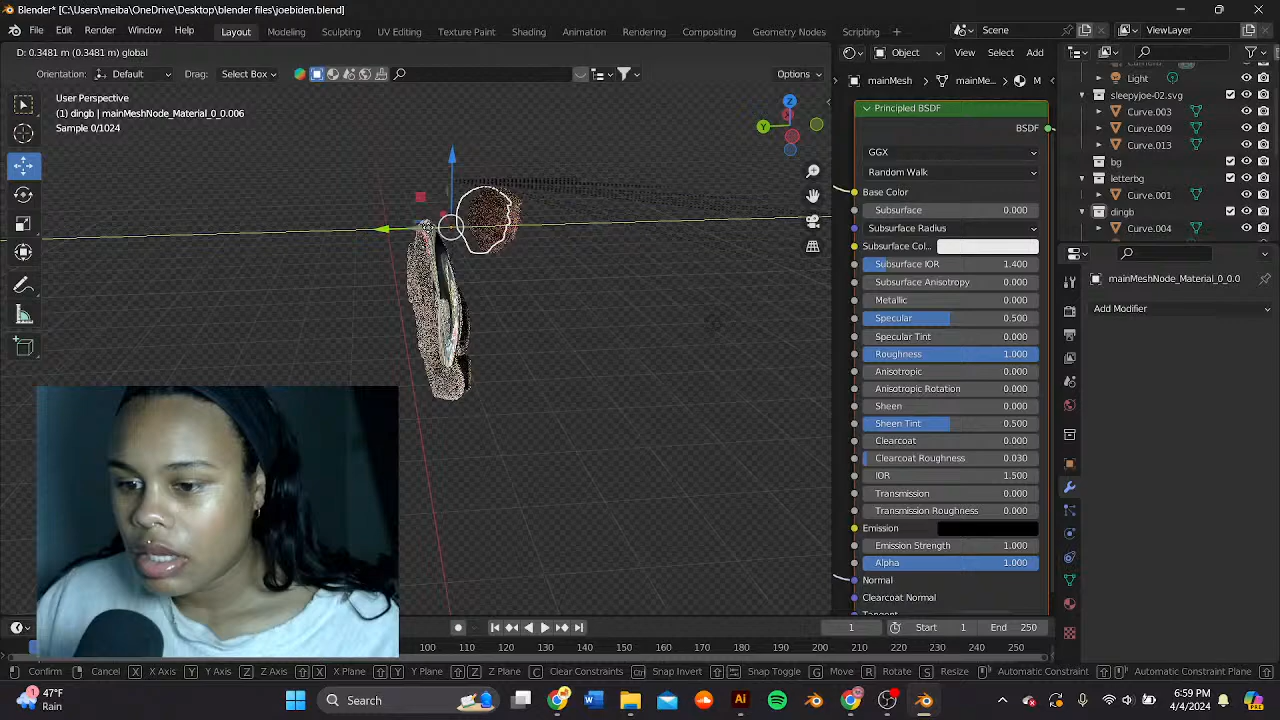 Blender* [C:\Users\meiba\OneDrive\Desktop\blender files\joebiden.blend]
File Edit Render Window Help Layout Modeling Sculpting UV Editing Texture Paint Shading Animation Rendering Compositing Geometry Nodes Scripting Scene ViewLayer
D: 0.3481 m (0.3481 m) global
Orientation: Default Drag: Select Box Options
Object View Select Add
User Perspective
(1) dingb | mainMeshNode_Material_0_0.006
Sample 0/1024
mainMesh mainMe... M
Principled BSDF
BSDF
GGX
Random Walk
Base Color
Subsurface 0.000
Subsurface Radius
Subsurface Col...
Subsurface IOR 1.400
Subsurface Anisotropy 0.000
Metallic 0.000
Specular 0.500
Specular Tint 0.000
Roughness 1.000
Anisotropic 0.000
Anisotropic Rotation 0.000
Sheen 0.000
Sheen Tint 0.500
Clearcoat 0.000
Clearcoat Roughness 0.030
IOR 1.500
Transmission 0.000
Transmission Roughness 0.000
Emission
Emission Strength 1.000
Alpha 1.000
Normal
Clearcoat Normal
Tangent
Light
sleepyjoe-02.svg
Curve.003
Curve.009
Curve.013
bg
letterbg
Curve.001
dingb
Curve.004
mainMeshNode_Material_0_0.0
Add Modifier
Z
Y
1 Start 1 End 250
100 110 120 130 140 150 160 170 180 190 200 210 220 230 240 250
Confirm Cancel X X Axis Y Y Axis Z Z Axis X X Plane Y Y Plane Z Z Plane C Clear Constraints Snap Invert Snap Toggle G Move R Rotate S Resize Automatic Constraint Automatic Constraint Plane
1
47°F
Rain
Search
6:59 PM
4/4/2024